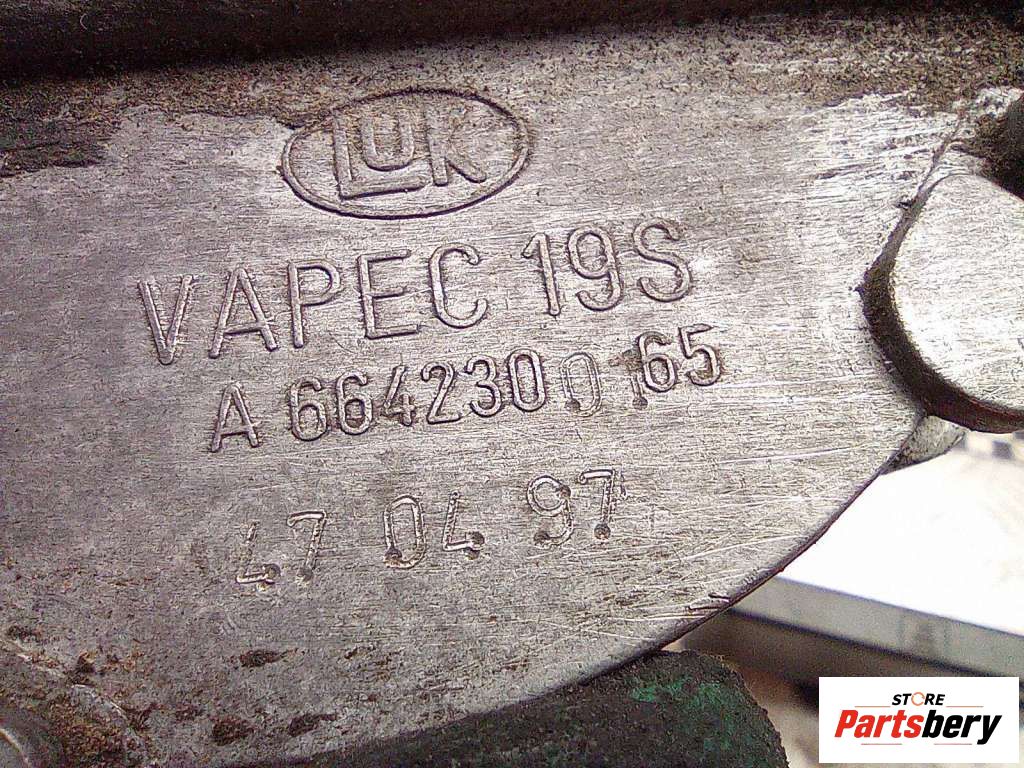 LUK
VAPEC 19S
A 6642300165
47 04 97
STORE
Partsbery